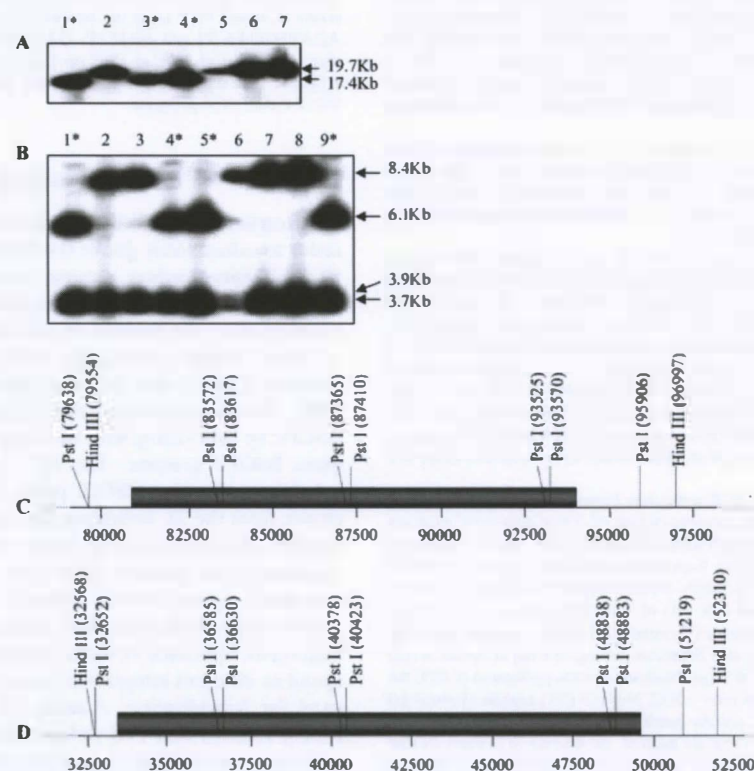 1* 2 3* 4* 5 6 7
A
19.7Kb
17.4Kb
1* 2 3 4* 5* 6 7 8 9*
B
8.4Kb
6.1Kb
3.9Kb
3.7Kb
Pst I (79638)
Hind III (79554)
Pst I (83572)
Pst I (83617)
Pst I (87365)
Pst I (87410)
Pst I (93525)
Pst I (93570)
Pst I (95906)
Hind III (96997)
C
80000 82500 85000 87500 90000 92500 95000 97500
Hind III (32568)
Pst I (32652)
Pst I (36585)
Pst I (36630)
Pst I (40378)
Pst I (40423)
Pst I (48838)
Pst I (48883)
Pst I (51219)
Hind III (52310)
D
32500 35000 37500 40000 42500 45000 47500 50000 52500